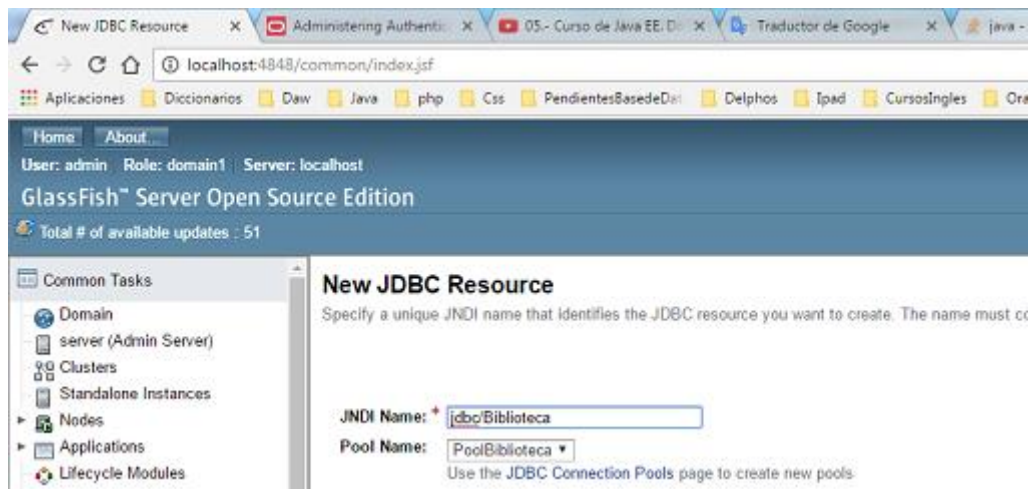 New JDBC Resource
Administering Authentic
05.- Curso de Java EE. D
Traductor de Google
java -
localhost:4848/common/index.jsf
Aplicaciones Diccionarios Daw Java php Css PendientesBasedeDa Delphos Ipad CursosIngles Ora
Home About...
User: admin Role: domain1 Server: localhost
GlassFish™ Server Open Source Edition
Total # of available updates : 51
Common Tasks
Domain
server (Admin Server)
Clusters
Standalone Instances
Nodes
Applications
Lifecycle Modules
New JDBC Resource
Specify a unique JNDI name that identifies the JDBC resource you want to create. The name must co
JNDI Name: * jdbc/Biblioteca
Pool Name: PoolBiblioteca
Use the JDBC Connection Pools page to create new pools